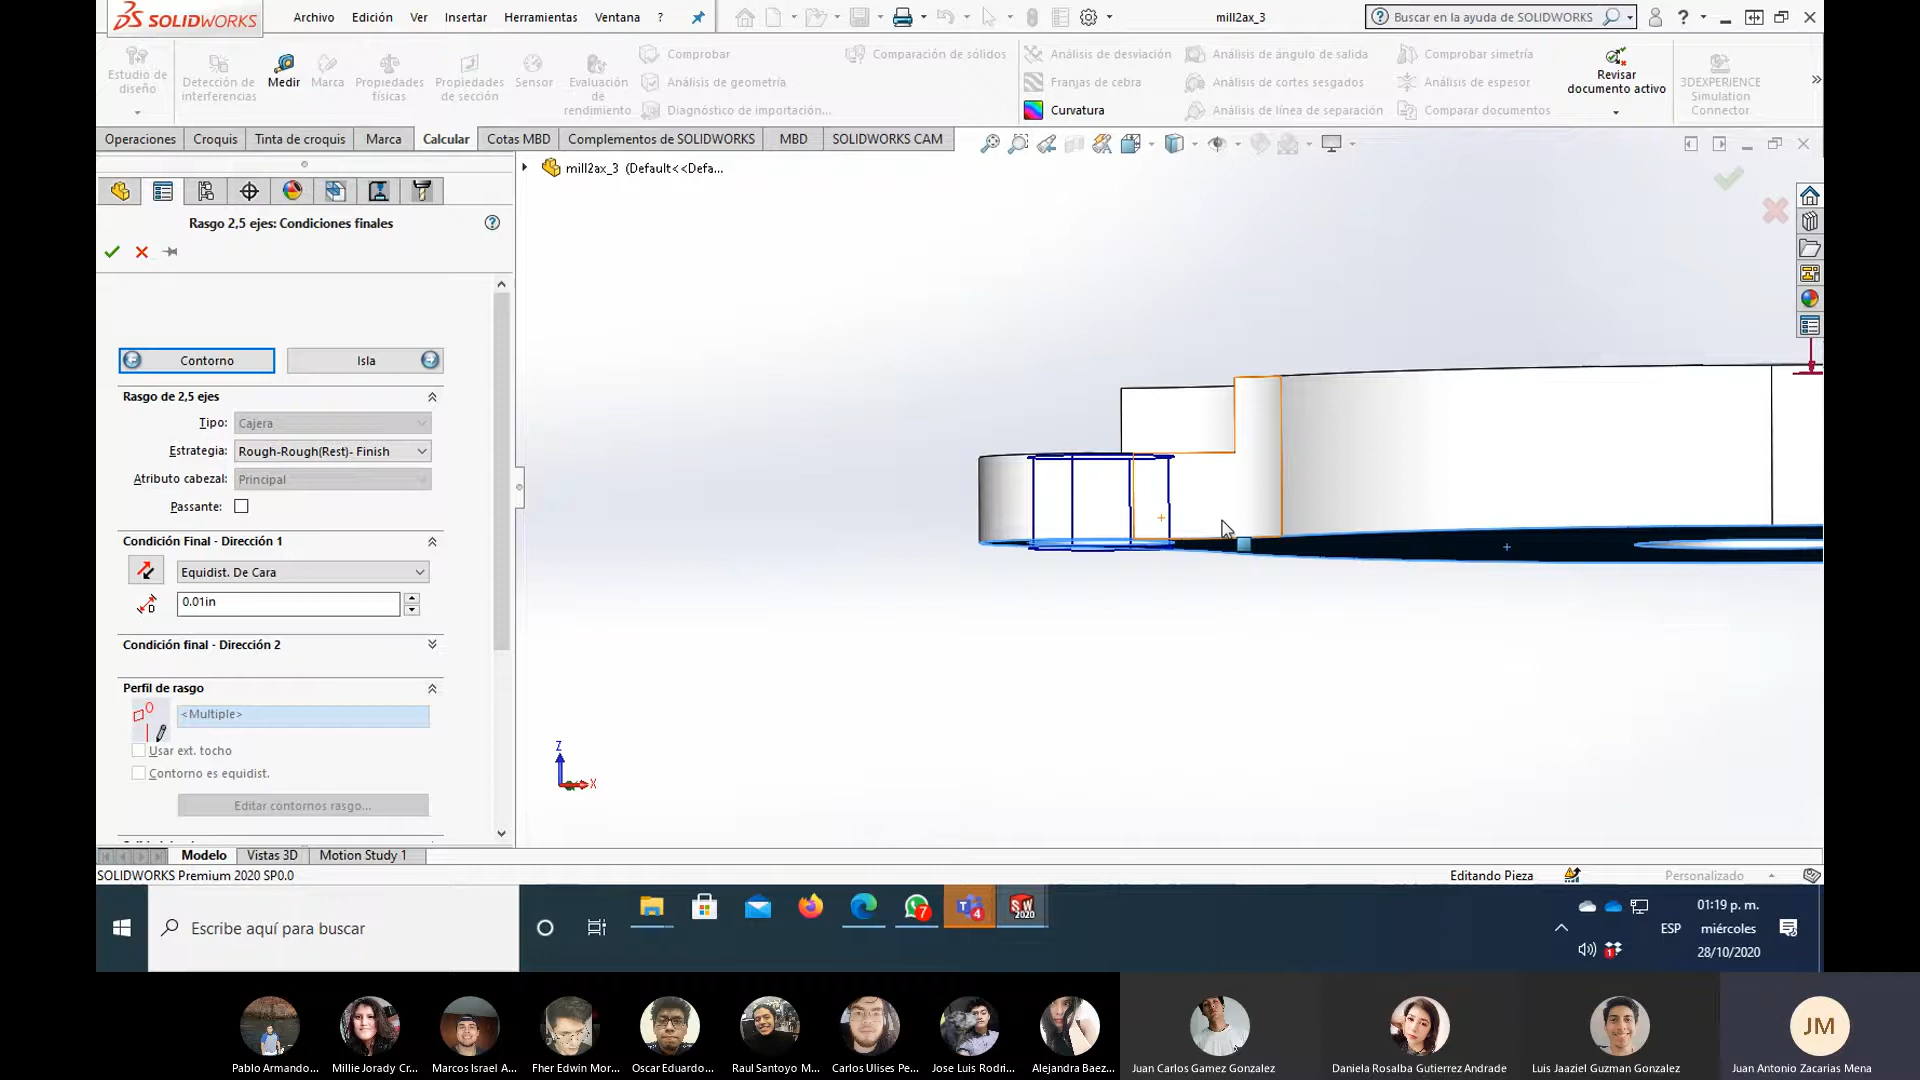 SOLIDWORKS
Archivo Edición Ver Insertar Herramientas Ventana ?
mill2ax_3
Buscar en la ayuda de SOLIDWORKS
?
Estudio de diseño
Detección de interferencias
Medir
Marca
Propiedades físicas
Propiedades de sección
Sensor
Evaluación de rendimiento
Comprobar
Análisis de geometría
Diagnóstico de importación...
Comparación de sólidos
Análisis de desviación
Franjas de cebra
Curvatura
Análisis de ángulo de salida
Análisis de cortes sesgados
Análisis de línea de separación
Comprobar simetría
Análisis de espesor
Comparar documentos
Revisar documento activo
3DEXPERIENCE Simulation Connector
Operaciones Croquis Tinta de croquis Marca Calcular Cotas MBD Complementos de SOLIDWORKS MBD SOLIDWORKS CAM
mill2ax_3 (Default<<Defa...
Rasgo 2,5 ejes: Condiciones finales
Contorno Isla
Rasgo de 2,5 ejes
Tipo: Cajera
Estrategia: Rough-Rough(Rest)- Finish
Atributo cabezal: Principal
Pasante:
Condición Final - Dirección 1
Equidist. De Cara
0.01in
Condición final - Dirección 2
Perfil de rasgo
<Multiple>
Usar ext. tocho
Contorno es equidist.
Editar contornos rasgo...
Z
X
Modelo Vistas 3D Motion Study 1
SOLIDWORKS Premium 2020 SP0.0
Editando Pieza
Personalizado
Escribe aquí para buscar
7
4
SW 2020
ESP
01:19 p. m.
miércoles
28/10/2020
1
JM
Pablo Armando... Millie Jorady Cr... Marcos Israel A... Fher Edwin Mor... Oscar Eduardo... Raul Santoyo M... Carlos Ulises Pe... Jose Luis Rodri... Alejandra Baez... Juan Carlos Gamez Gonzalez Daniela Rosalba Gutierrez Andrade Luis Jaaziel Guzman Gonzalez Juan Antonio Zacarias Mena